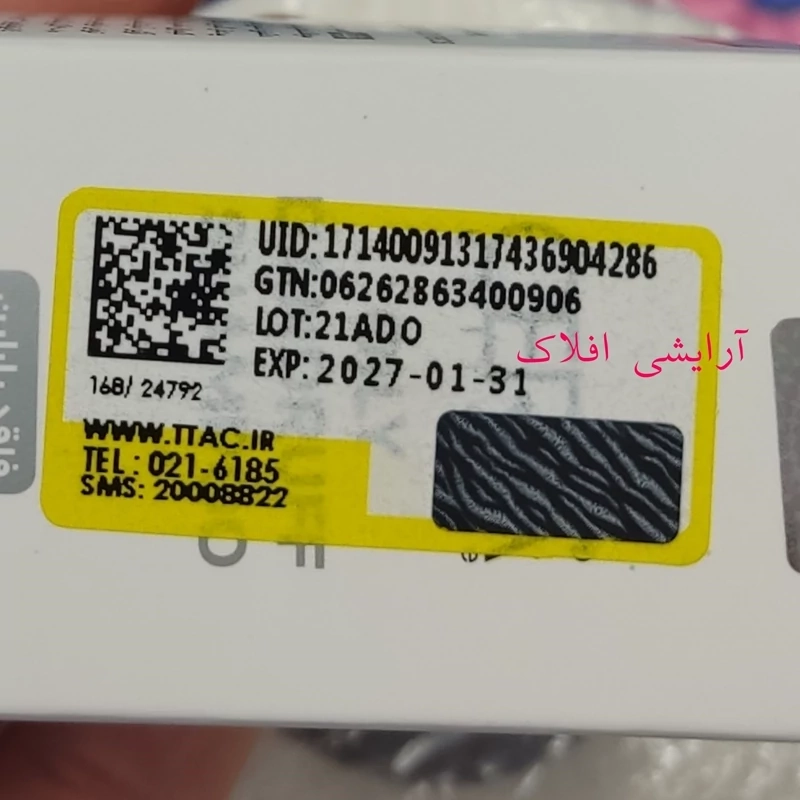 UID:17140091317436904286
GTN:06262863400906
LOT:21ADO
EXP:2027-01-31
آرایشی افلاک
168/24792
WWW.TTAC.IR
TEL: 021-6185
SMS: 20008822